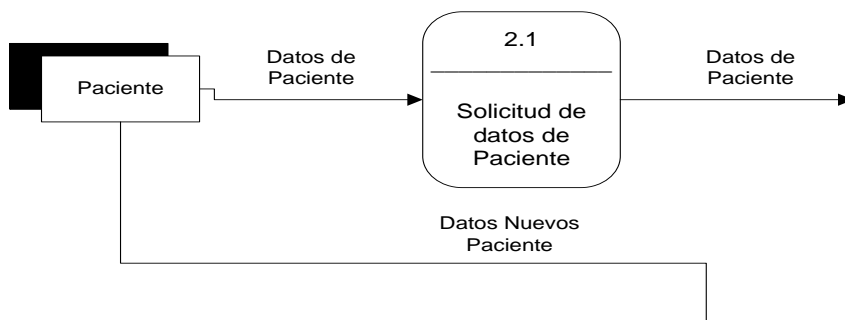 Paciente
Datos de
Paciente
2.1
Solicitud de
datos de
Paciente
Datos de
Paciente
Datos Nuevos
Paciente